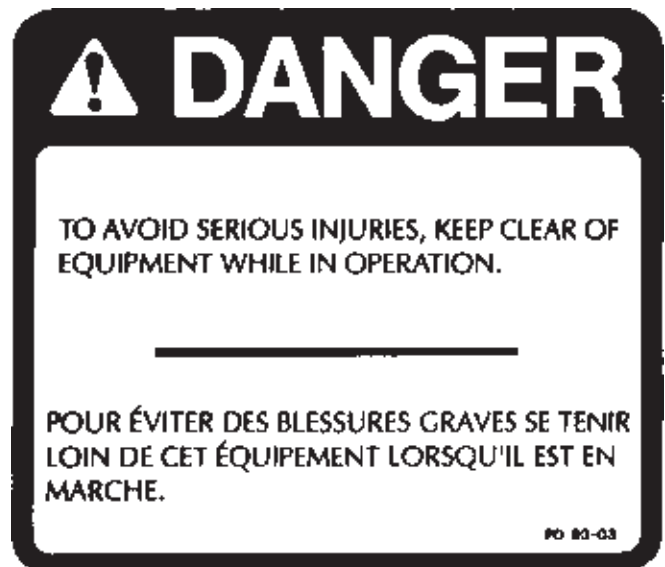 DANGER
TO AVOID SERIOUS INJURIES, KEEP CLEAR OF
EQUIPMENT WHILE IN OPERATION.
POUR ÉVITER DES BLESSURES GRAVES SE TENIR
LOIN DE CET ÉQUIPEMENT LORSQU'IL EST EN
MARCHE.